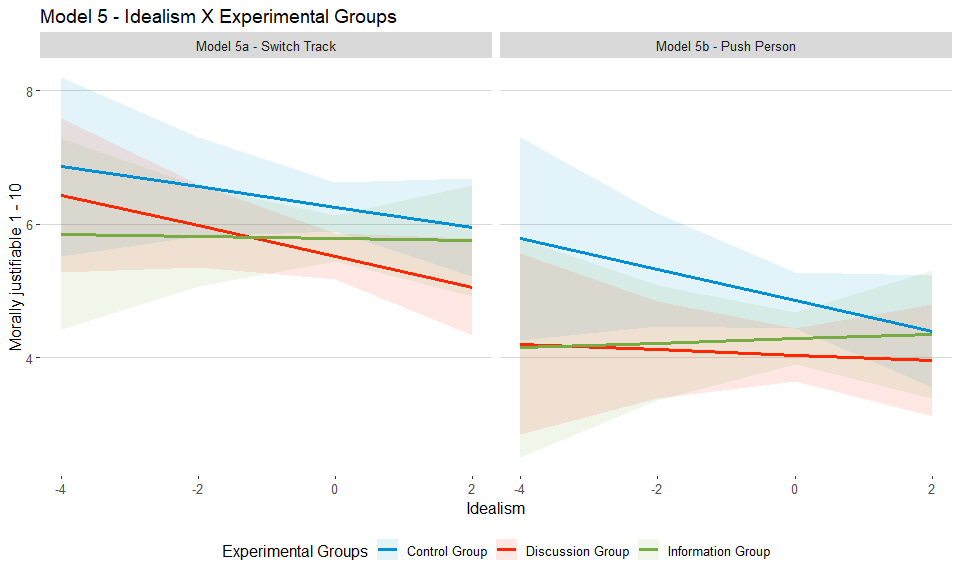 Model 5 - Idealism X Experimental Groups
Model 5a - Switch Track
Model 5b - Push Person
Morally justifiable 1 - 10
8
6
4
-4 -2 0 2
-4 -2 0 2
Idealism
Experimental Groups Control Group Discussion Group Information Group